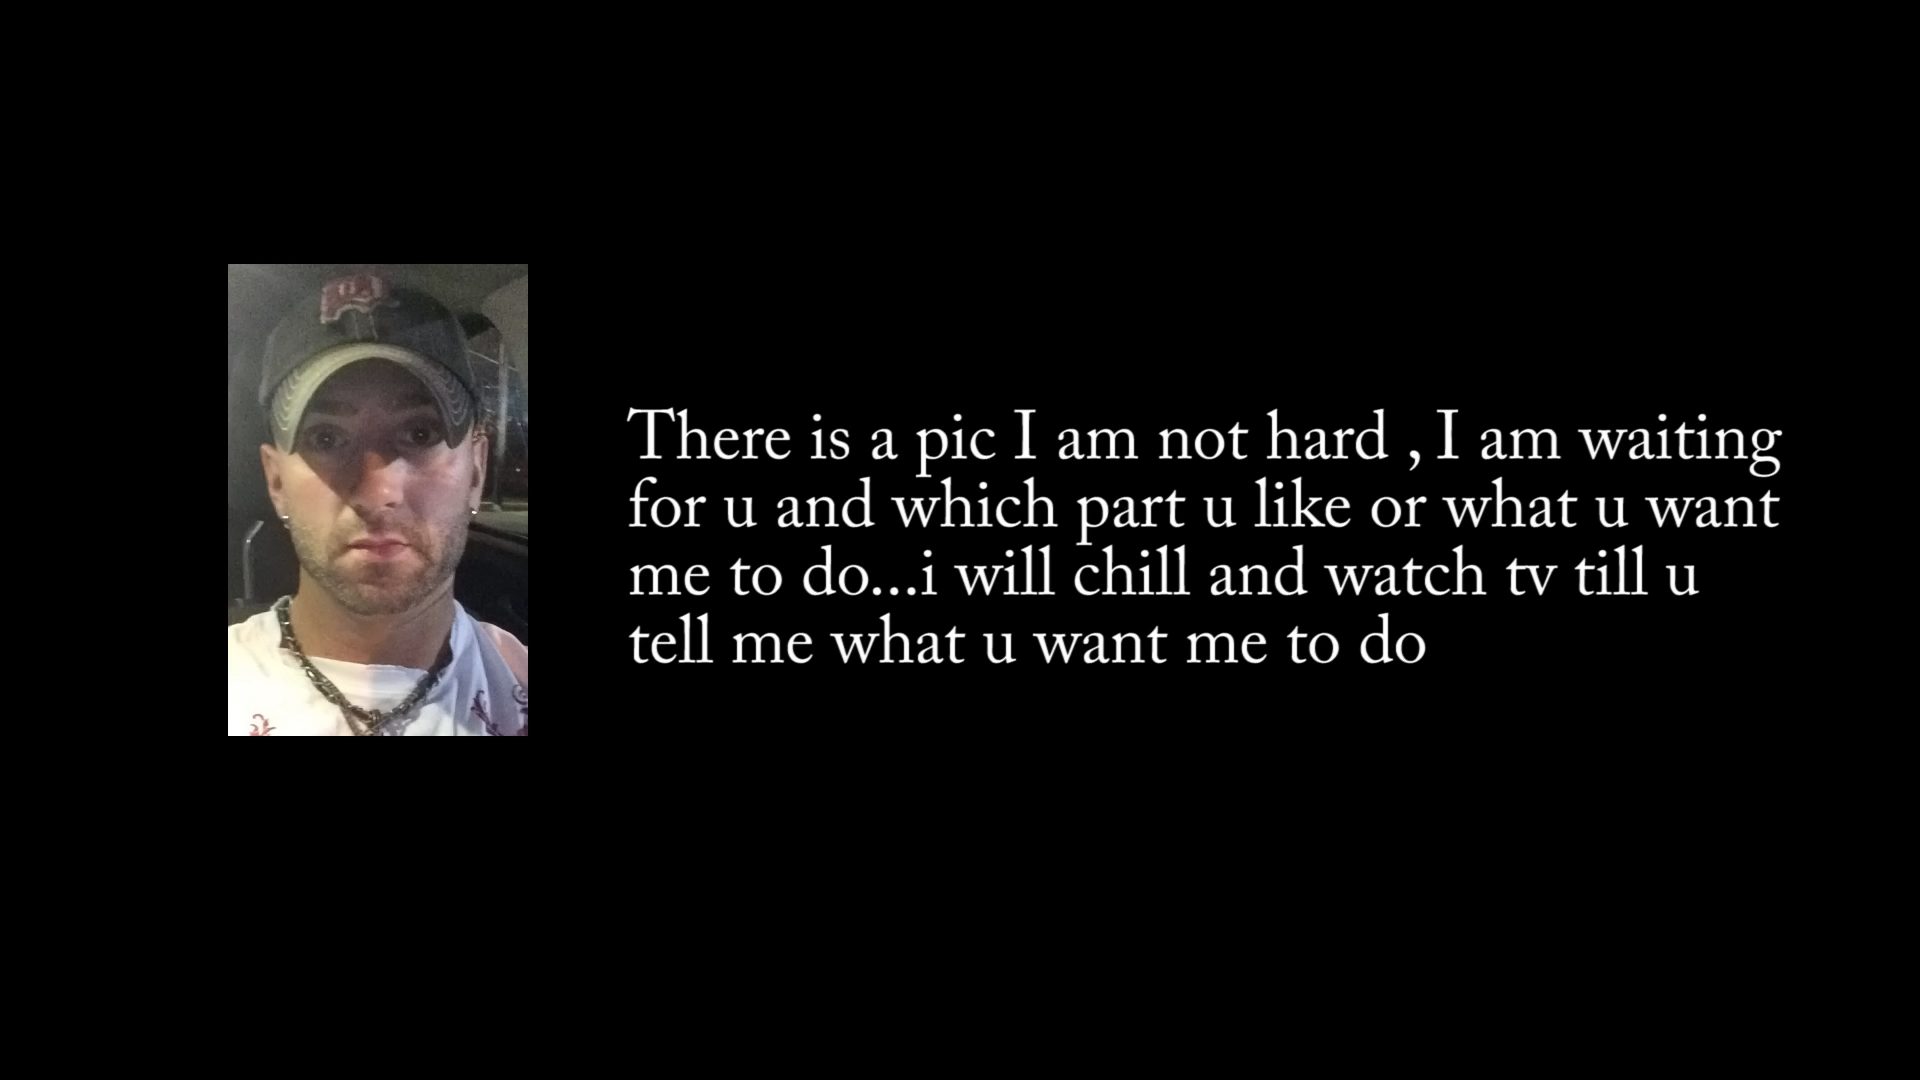 There is a pic I am not hard , I am waiting
for u and which part u like or what u want
me to do...i will chill and watch tv till u
tell me what u want me to do